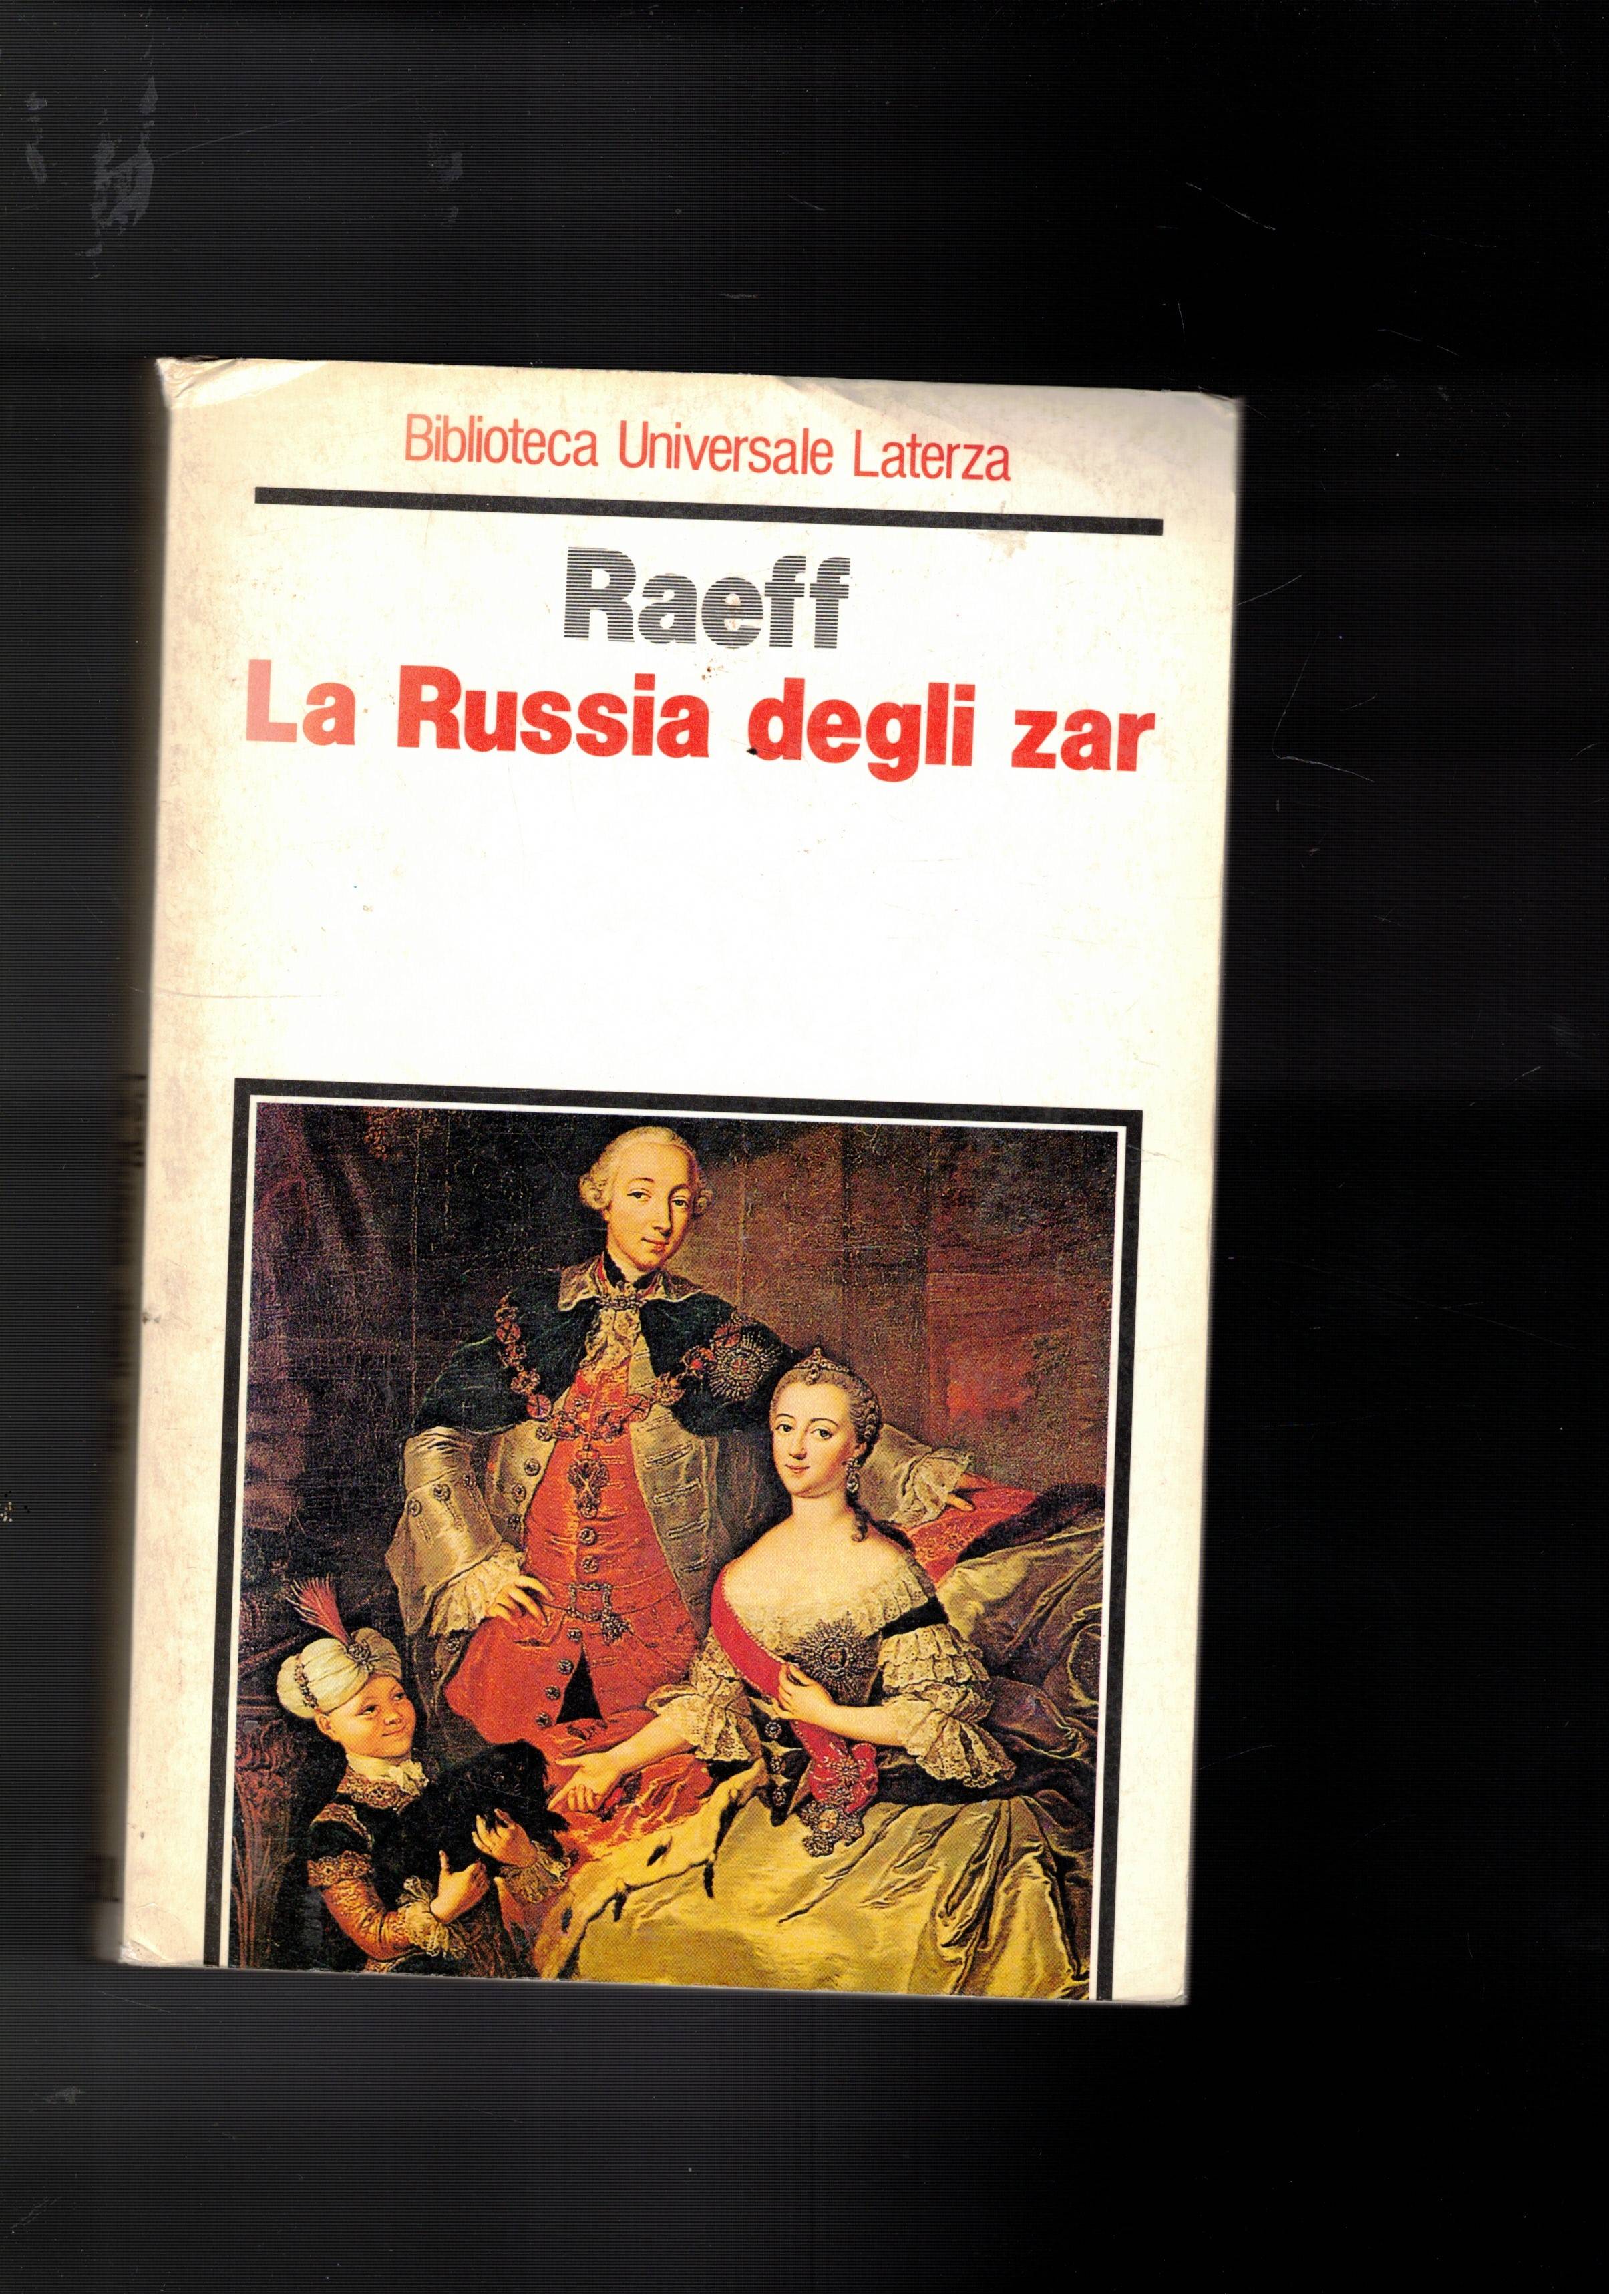 Biblioteca Universale Laterza
Raeff
La Russia degli zar